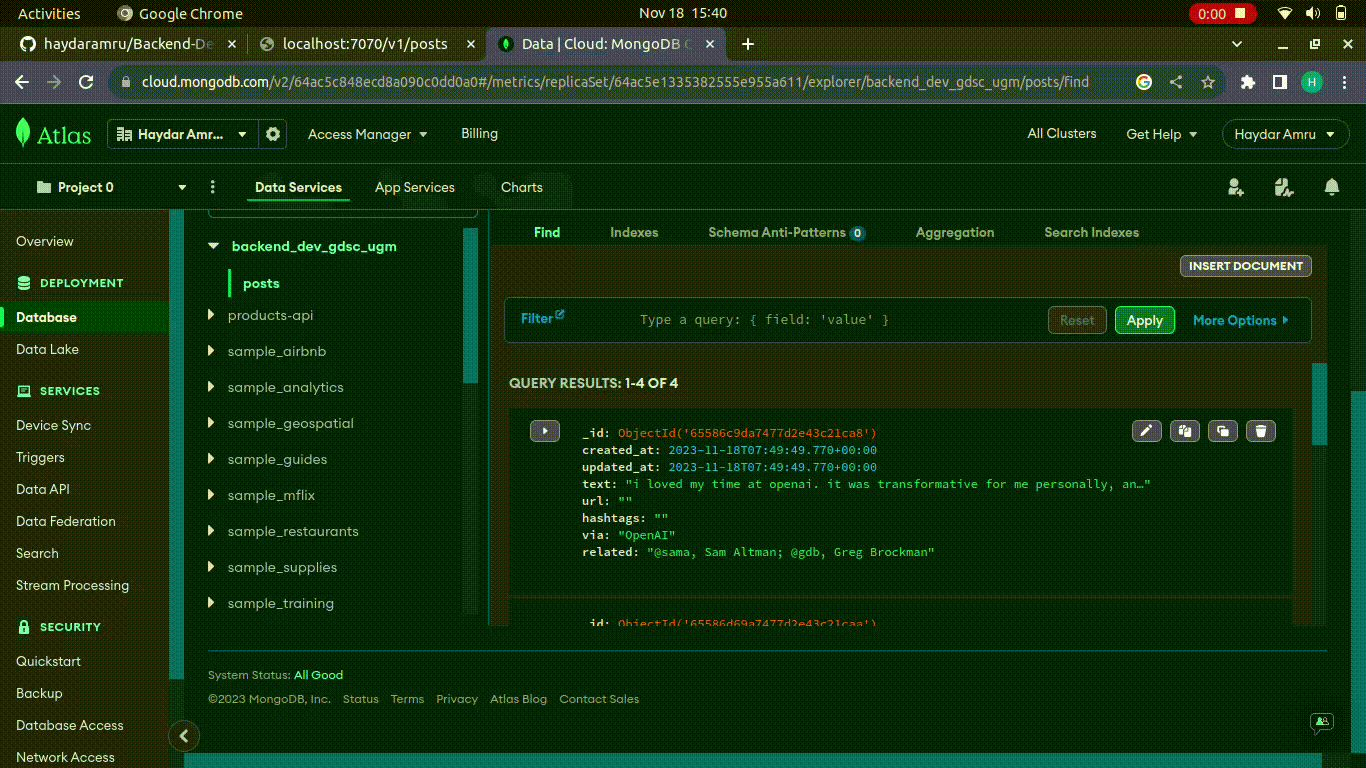 Activities Google Chrome Nov 18 15:40 0:00
haydaramru/Backend-De localhost:7070/v1/posts Data | Cloud: MongoDB C
cloud.mongodb.com/v2/64ac5c848ecd8a090c0dd0a0#/metrics/replicaSet/64ac5e1335382555e955a611/explorer/backend_dev_gdsc_ugm/posts/find H
Atlas Haydar Amr... Access Manager Billing All Clusters Get Help Haydar Amru
Project 0 Data Services App Services Charts
Overview
DEPLOYMENT
Database
Data Lake
SERVICES
Device Sync
Triggers
Data API
Data Federation
Search
Stream Processing
SECURITY
Quickstart
Backup
Database Access
Network Access
backend_dev_gdsc_ugm
posts
products-api
sample_airbnb
sample_analytics
sample_geospatial
sample_guides
sample_mflix
sample_restaurants
sample_supplies
sample_training
Find Indexes Schema Anti-Patterns 0 Aggregation Search Indexes
INSERT DOCUMENT
Filter Type a query: { field: 'value' } Reset Apply More Options
QUERY RESULTS: 1-4 OF 4
_id: ObjectId('65586c9da7477d2e43c21ca8')
created_at: 2023-11-18T07:49:49.770+00:00
updated_at: 2023-11-18T07:49:49.770+00:00
text: "i loved my time at openai. it was transformative for me personally, an…"
url: ""
hashtags: ""
via: "OpenAI"
related: "@sama, Sam Altman; @gdb, Greg Brockman"
_id: ObjectId('65586d69a7477d2e43c21caa')
System Status: All Good
©2023 MongoDB, Inc. Status Terms Privacy Atlas Blog Contact Sales